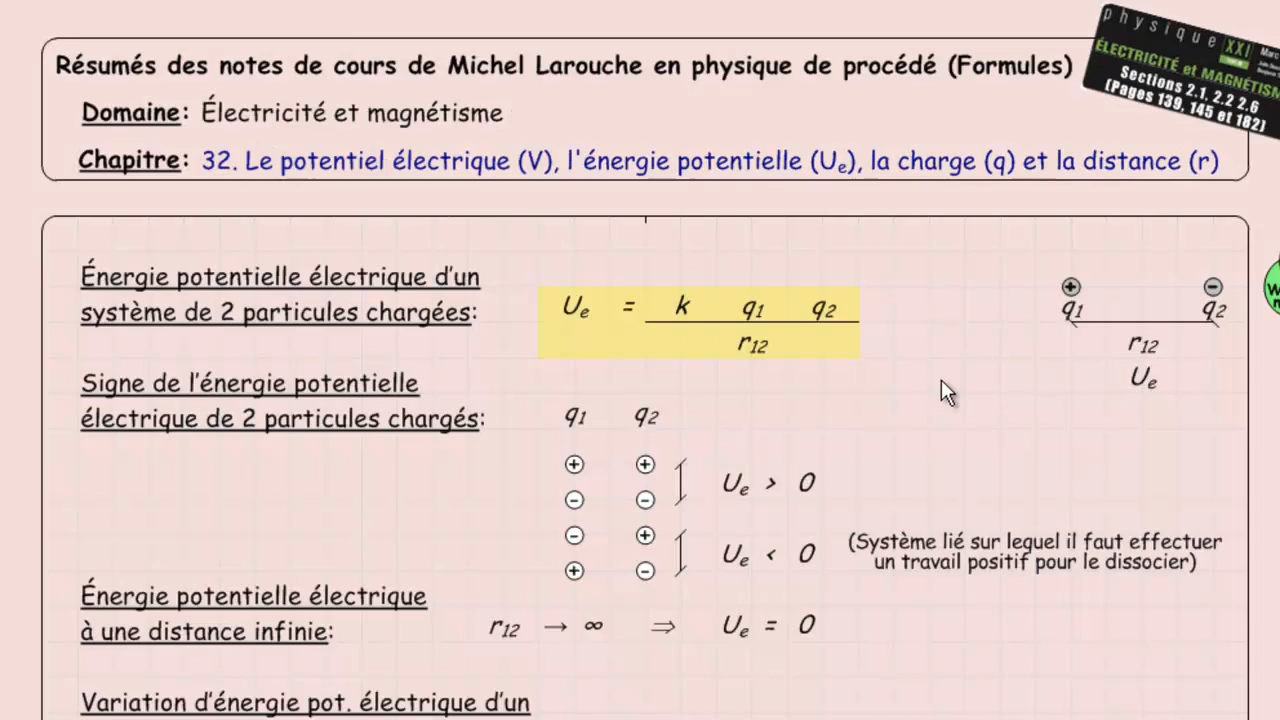 physique XXI
ÉLECTRICITÉ et MAGNÉTISM
Sections 2.1, 2.2 2.6
(Pages 139, 145 et 182)
Résumés des notes de cours de Michel Larouche en physique de procédé (Formules)
Domaine: Électricité et magnétisme
Chapitre: 32. Le potentiel électrique (V), l'énergie potentielle (Uₑ), la charge (q) et la distance (r)
Énergie potentielle électrique d'un
système de 2 particules chargées:
Uₑ = k q₁ q₂
r₁₂
+ −
q₁ q₂
r₁₂
Uₑ
Signe de l'énergie potentielle
électrique de 2 particules chargés:
q₁ q₂
+ +
− −
Uₑ > 0
− +
+ −
Uₑ < 0
(Système lié sur lequel il faut effectuer
un travail positif pour le dissocier)
Énergie potentielle électrique
à une distance infinie:
r₁₂ → ∞ ⇒ Uₑ = 0
Variation d'énergie pot. électrique d'un